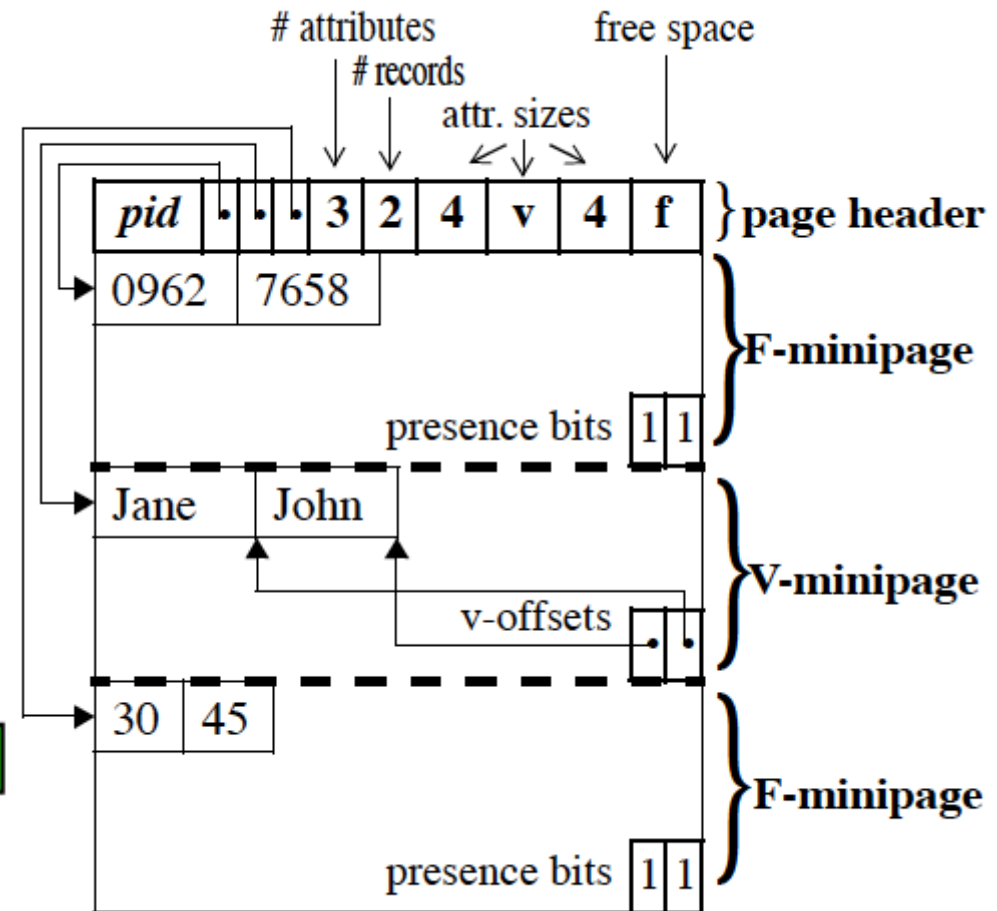 # attributes
free space
# records
attr. sizes
pid 3 2 4 v 4 f
page header
0962 7658
F-minipage
presence bits 1 1
Jane John
V-minipage
v-offsets
30 45
F-minipage
presence bits 1 1